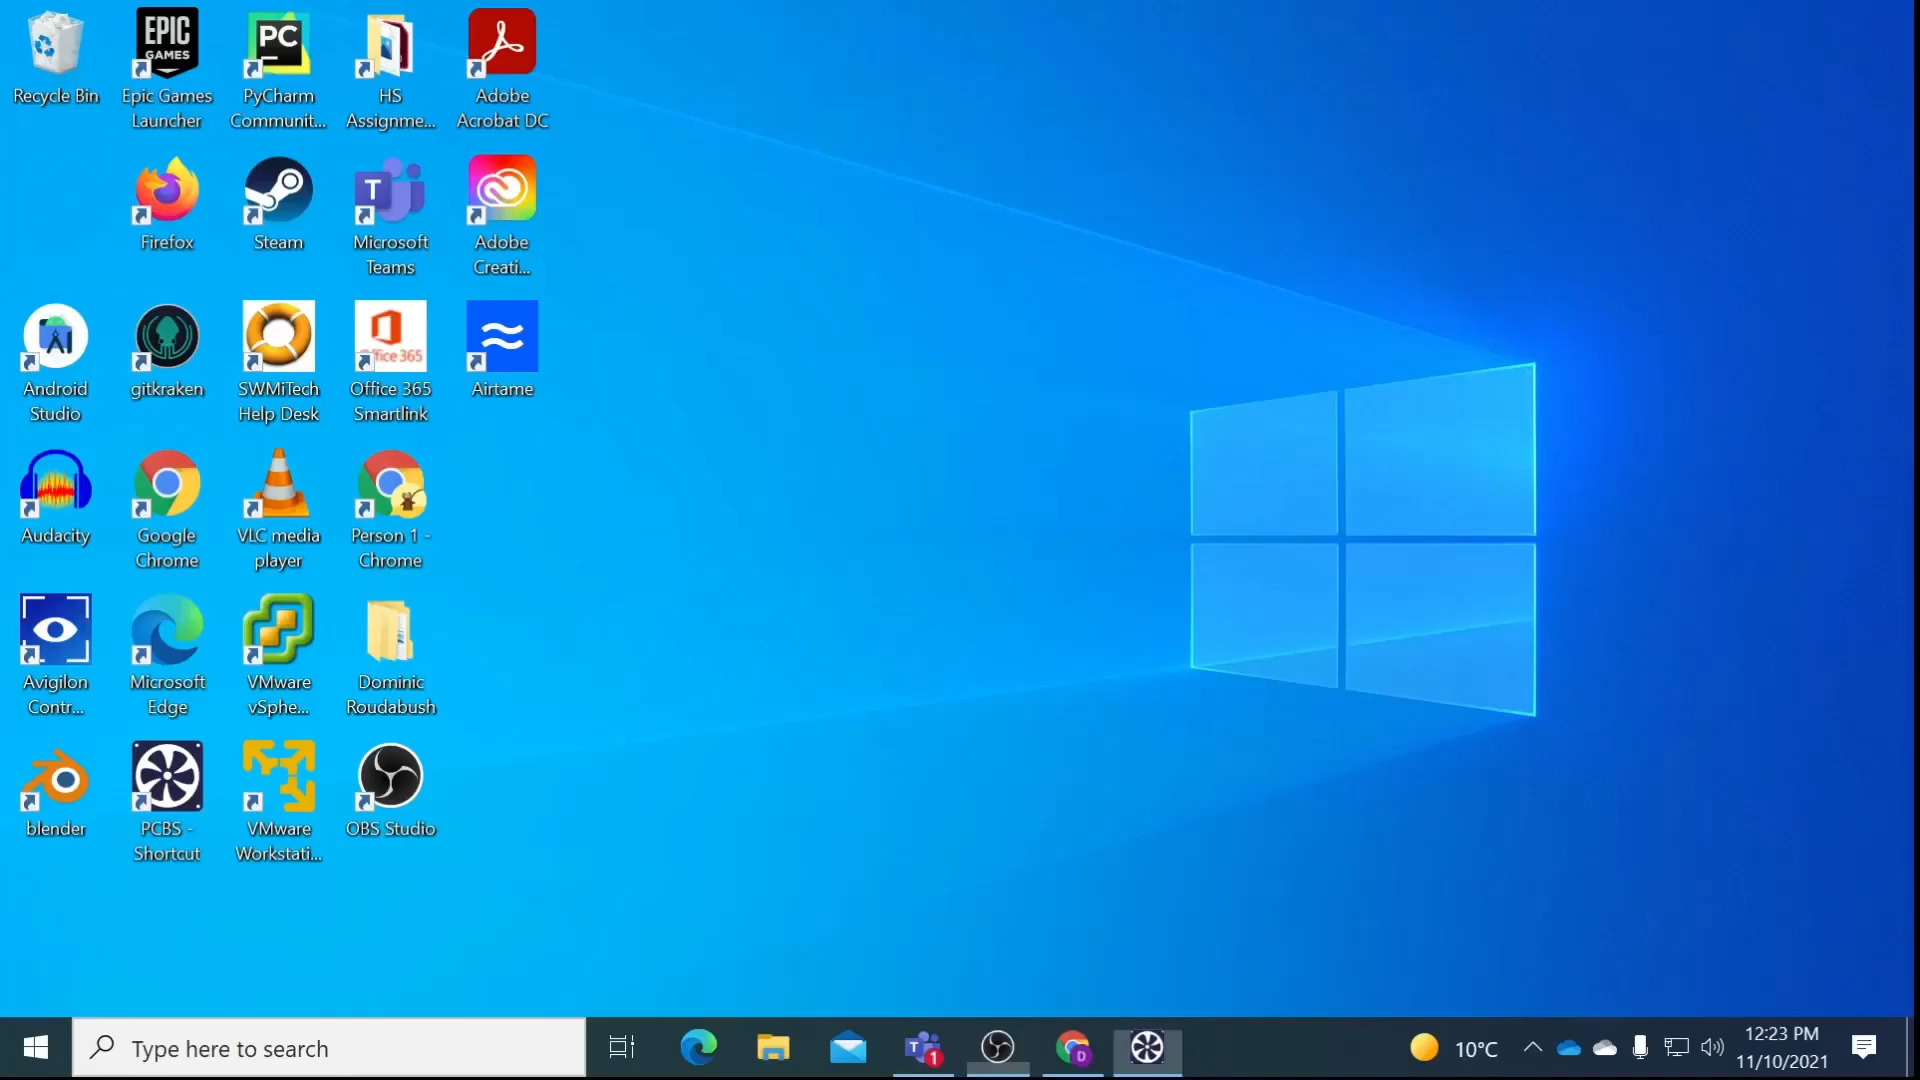 EPIC
GAMES
PC
Recycle Bin
Epic Games
Launcher
PyCharm
Communit...
HS
Assignme...
Adobe
Acrobat DC
T
Firefox
Steam
Microsoft
Teams
Adobe
Creati...
ffice 365
Android
Studio
gitkraken
SWMiTech
Help Desk
Office 365
Smartlink
Airtame
Audacity
Google
Chrome
VLC media
player
Person 1 -
Chrome
Avigilon
Contr...
Microsoft
Edge
VMware
vSphe...
Dominic
Roudabush
blender
PCBS -
Shortcut
VMware
Workstati...
OBS Studio
Type here to search
T
1
D
10°C
12:23 PM
11/10/2021